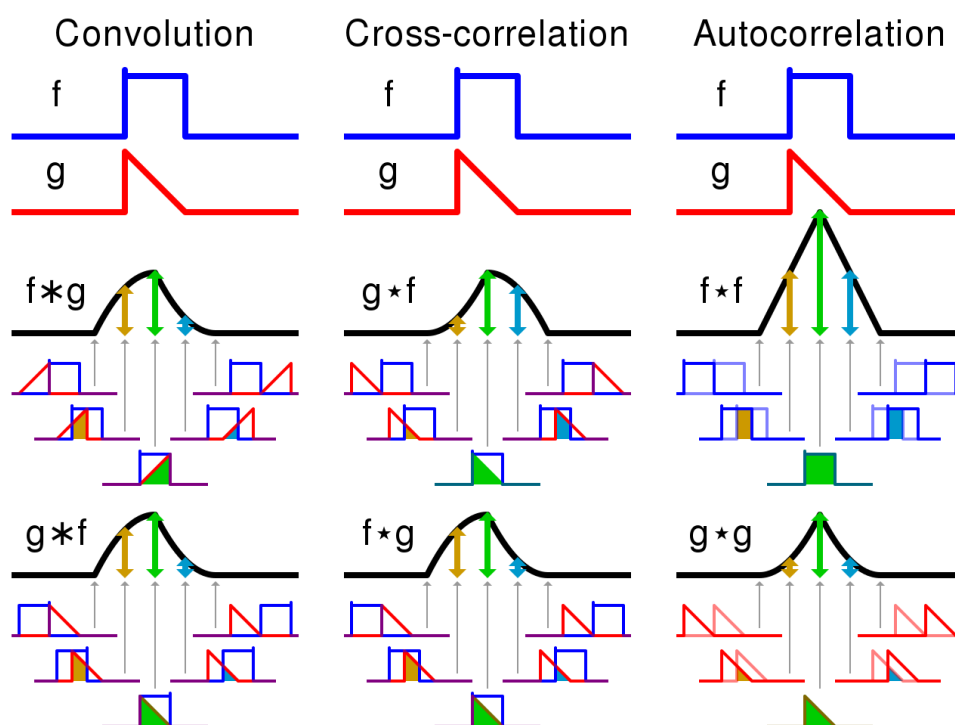 Convolution Cross-correlation Autocorrelation
f f f
g g g
f∗g g⋆f f⋆f
g∗f f⋆g g⋆g